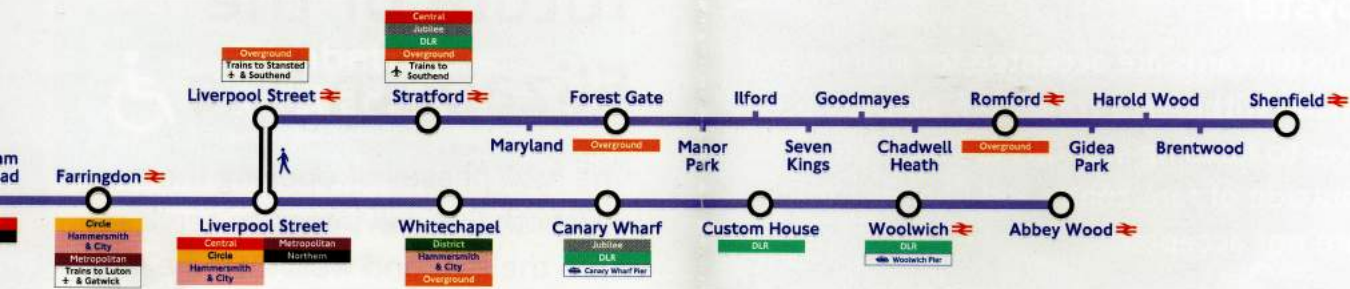 Central
Jubilee
DLR
Overground
Trains to
Southend
Overground
Trains to Stansted
& Southend
Liverpool Street
Stratford
Forest Gate
Overground
Ilford
Goodmayes
Romford
Overground
Harold Wood
Shenfield
Maryland
Manor
Park
Seven
Kings
Chadwell
Heath
Gidea
Park
Brentwood
am
ad
Farringdon
Circle
Hammersmith
& City
Metropolitan
Trains to Luton
& Gatwick
Liverpool Street
Central
Circle
Hammersmith
& City
Metropolitan
Northern
Whitechapel
District
Hammersmith
& City
Overground
Canary Wharf
Jubilee
DLR
Canary Wharf Pier
Custom House
DLR
Woolwich
DLR
Woolwich Pier
Abbey Wood